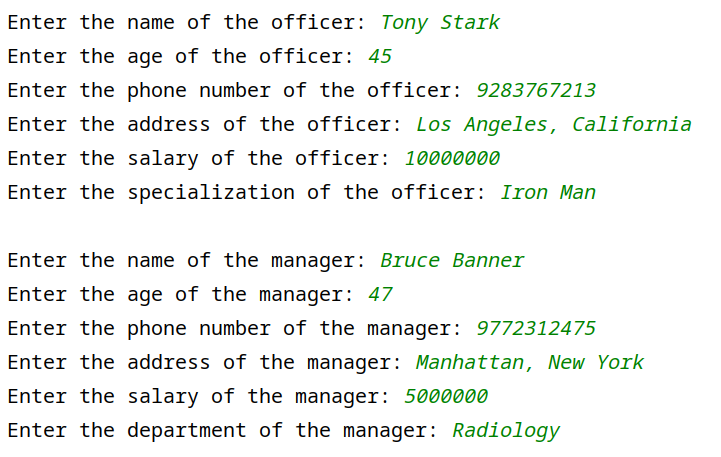 Enter the name of the officer: Tony Stark
Enter the age of the officer: 45
Enter the phone number of the officer: 9283767213
Enter the address of the officer: Los Angeles, California
Enter the salary of the officer: 10000000
Enter the specialization of the officer: Iron Man
Enter the name of the manager: Bruce Banner
Enter the age of the manager: 47
Enter the phone number of the manager: 9772312475
Enter the address of the manager: Manhattan, New York
Enter the salary of the manager: 5000000
Enter the department of the manager: Radiology